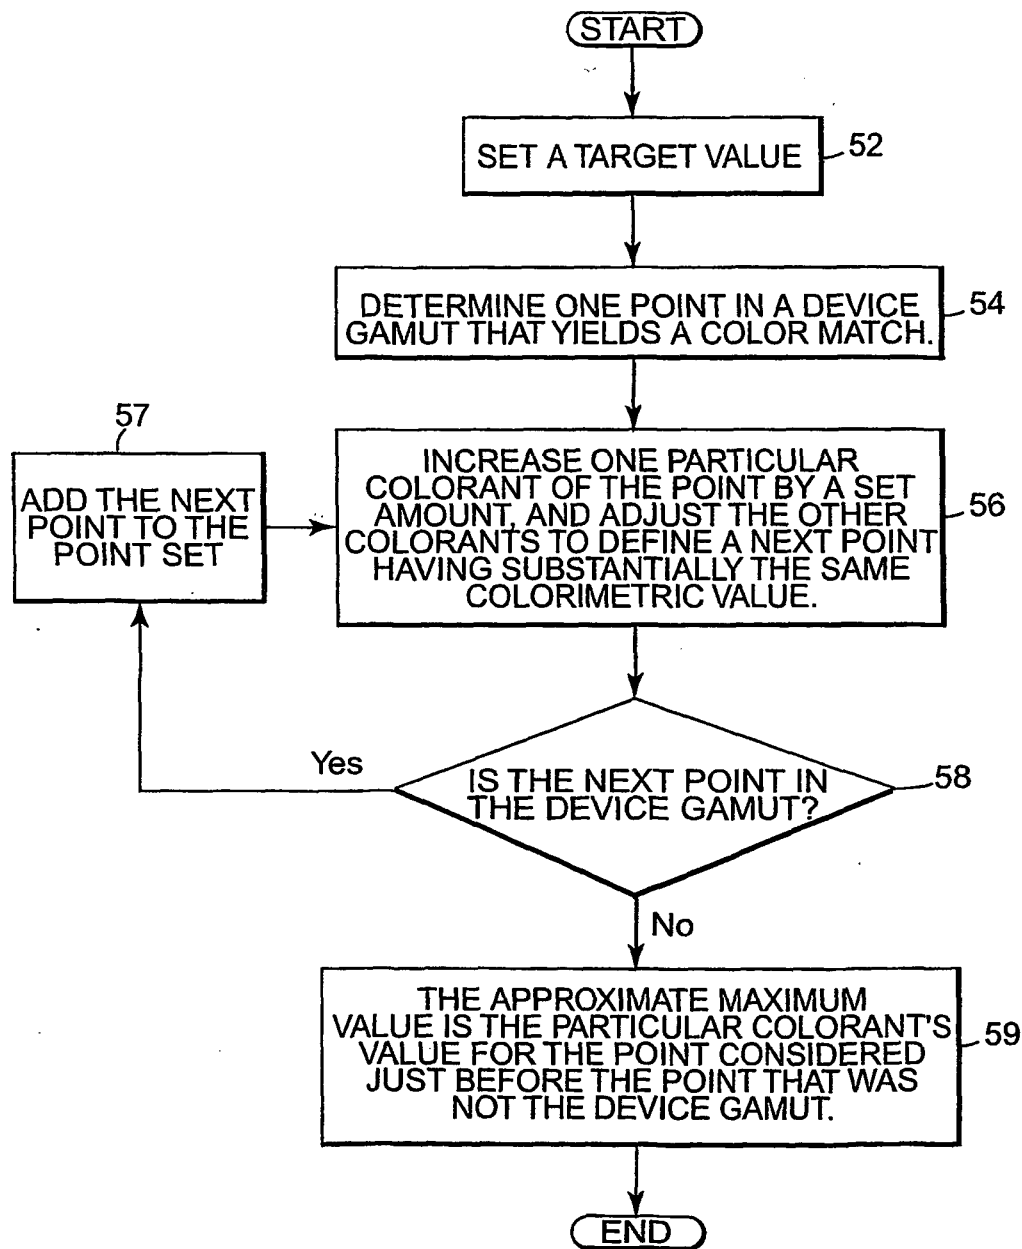 START
SET A TARGET VALUE
52
DETERMINE ONE POINT IN A DEVICE
GAMUT THAT YIELDS A COLOR MATCH.
54
57
ADD THE NEXT
POINT TO THE
POINT SET
INCREASE ONE PARTICULAR
COLORANT OF THE POINT BY A SET
AMOUNT, AND ADJUST THE OTHER
COLORANTS TO DEFINE A NEXT POINT
HAVING SUBSTANTIALLY THE SAME
COLORIMETRIC VALUE.
56
Yes
IS THE NEXT POINT IN
THE DEVICE GAMUT?
58
No
THE APPROXIMATE MAXIMUM
VALUE IS THE PARTICULAR COLORANT'S
VALUE FOR THE POINT CONSIDERED
JUST BEFORE THE POINT THAT WAS
NOT THE DEVICE GAMUT.
59
END